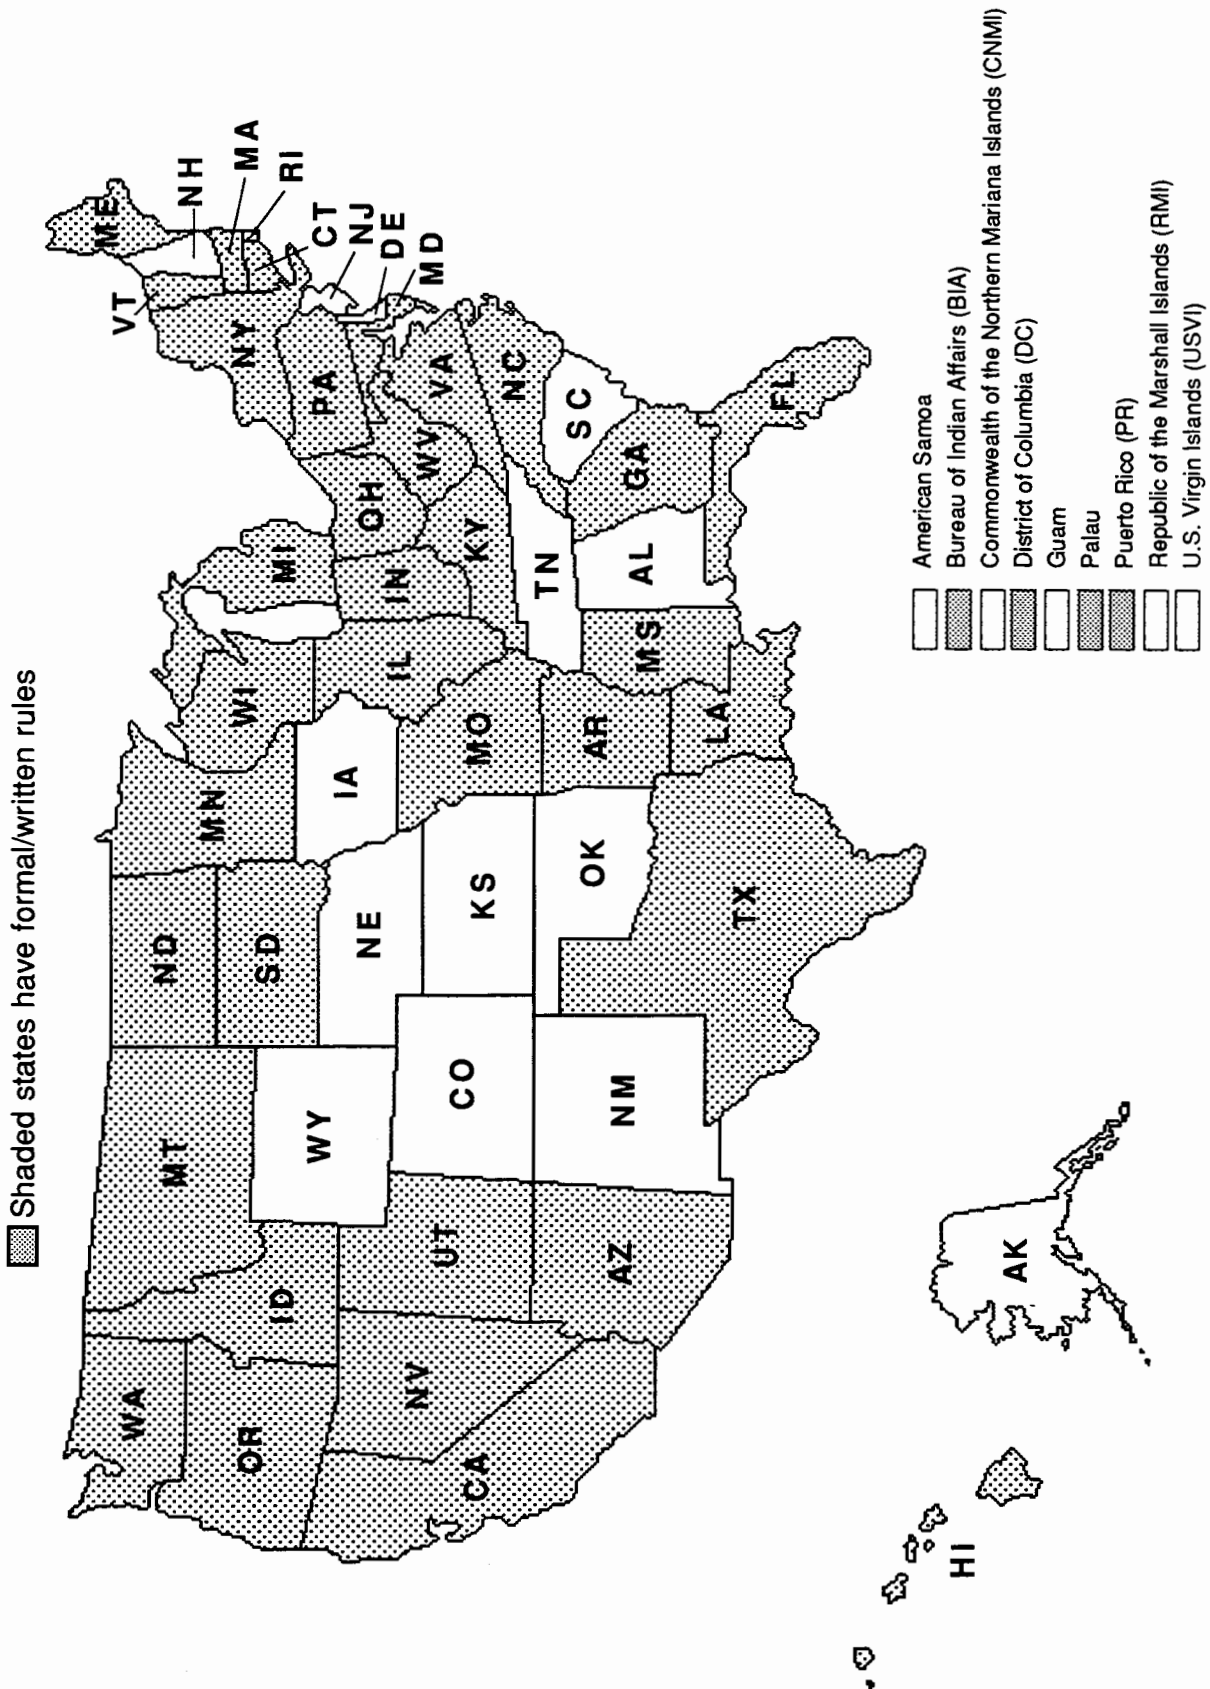 Shaded states have formal/written rules
WA
OR
CA
NV
ID
MT
WY
UT
AZ
CO
NM
ND
SD
NE
KS
OK
TX
MN
IA
MO
AR
LA
WI
IL
MI
IN
OH
KY
TN
MS
AL
GA
FL
SC
NC
VA
WV
PA
NY
VT
ME
NH
MA
RI
CT
NJ
DE
MD
AK
HI
American Samoa
Bureau of Indian Affairs (BIA)
Commonwealth of the Northern Mariana Islands (CNMI)
District of Columbia (DC)
Guam
Palau
Puerto Rico (PR)
Republic of the Marshall Islands (RMI)
U.S. Virgin Islands (USVI)